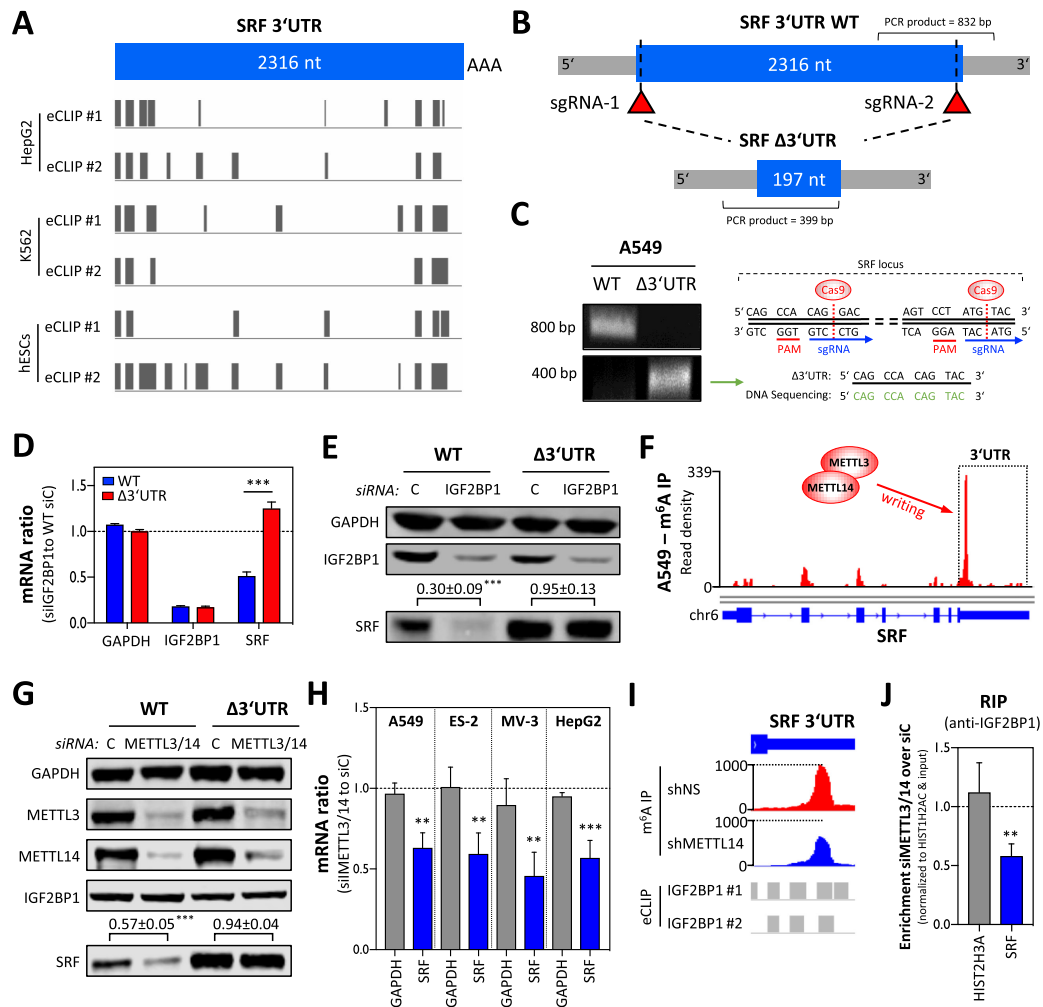 A
SRF 3‘UTR
2316 nt
AAA
HepG2
eCLIP #1
eCLIP #2
K562
eCLIP #1
eCLIP #2
hESCs
eCLIP #1
eCLIP #2
B
SRF 3‘UTR WT
PCR product = 832 bp
5‘
2316 nt
3‘
sgRNA-1
sgRNA-2
SRF Δ3‘UTR
5‘
197 nt
3‘
PCR product = 399 bp
C
A549
WT Δ3‘UTR
800 bp
400 bp
SRF locus
Cas9
Cas9
5‘ CAG CCA CAG GAC
AGT CCT ATG TAC 3‘
3‘ GTC GGT GTC CTG
TCA GGA TAC ATG 5‘
PAM
sgRNA
PAM
sgRNA
Δ3‘UTR: 5‘ CAG CCA CAG TAC 3‘
DNA Sequencing: 5‘ CAG CCA CAG TAC 3‘
D
mRNA ratio
(siIGF2BP1to WT siC)
WT
Δ3‘UTR
***
1.5
1.0
0.5
0.0
GAPDH
IGF2BP1
SRF
E
WT
Δ3‘UTR
siRNA: C IGF2BP1 C IGF2BP1
GAPDH
IGF2BP1
0.30±0.09***
0.95±0.13
SRF
F
A549 – m⁶A IP
Read density
339
0
METTL3
METTL14
writing
3‘UTR
chr6
SRF
G
WT
Δ3‘UTR
siRNA: C METTL3/14 C METTL3/14
GAPDH
METTL3
METTL14
IGF2BP1
0.57±0.05***
0.94±0.04
SRF
H
mRNA ratio
(siIMETTL3/14 to siC)
1.5
1.0
0.5
0.0
A549
ES-2
MV-3
HepG2
**
**
**
***
GAPDH
SRF
GAPDH
SRF
GAPDH
SRF
GAPDH
SRF
I
SRF 3‘UTR
m⁶A IP
1000
shNS
1000
shMETTL14
eCLIP
IGF2BP1 #1
IGF2BP1 #2
J
RIP
(anti-IGF2BP1)
Enrichment siMETTL3/14 over siC
(normalized to HIST1H2AC & input)
1.5
1.0
0.5
0.0
**
HIST2H3A
SRF